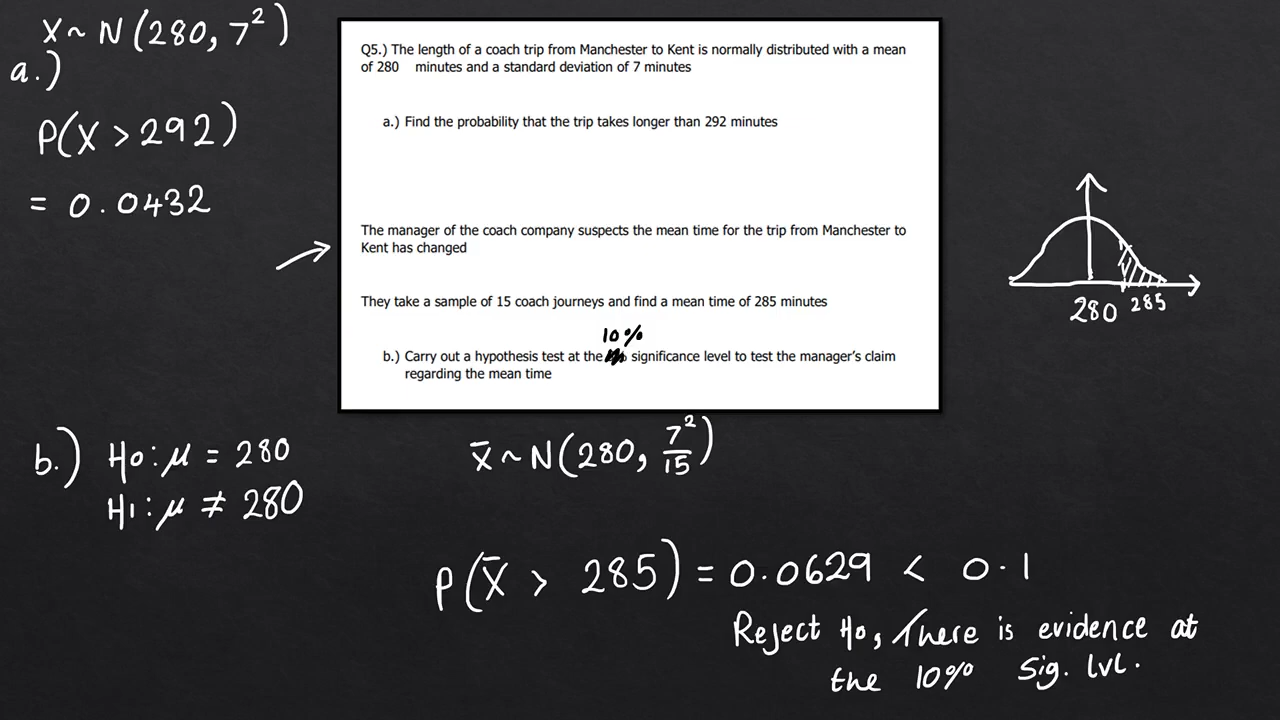 X ~ N(280, 7²)
a.)
P(X > 292)
= 0.0432
Q5.) The length of a coach trip from Manchester to Kent is normally distributed with a mean
of 280 minutes and a standard deviation of 7 minutes
a.) Find the probability that the trip takes longer than 292 minutes
The manager of the coach company suspects the mean time for the trip from Manchester to
Kent has changed
They take a sample of 15 coach journeys and find a mean time of 285 minutes
10%
b.) Carry out a hypothesis test at the significance level to test the manager's claim
regarding the mean time
280 285
b.) H0 : μ = 280
H1 : μ ≠ 280
X̄ ~ N(280, 7²/15)
P(X̄ > 285) = 0.0629 < 0.1
Reject H0, There is evidence at
the 10% Sig. lvl.